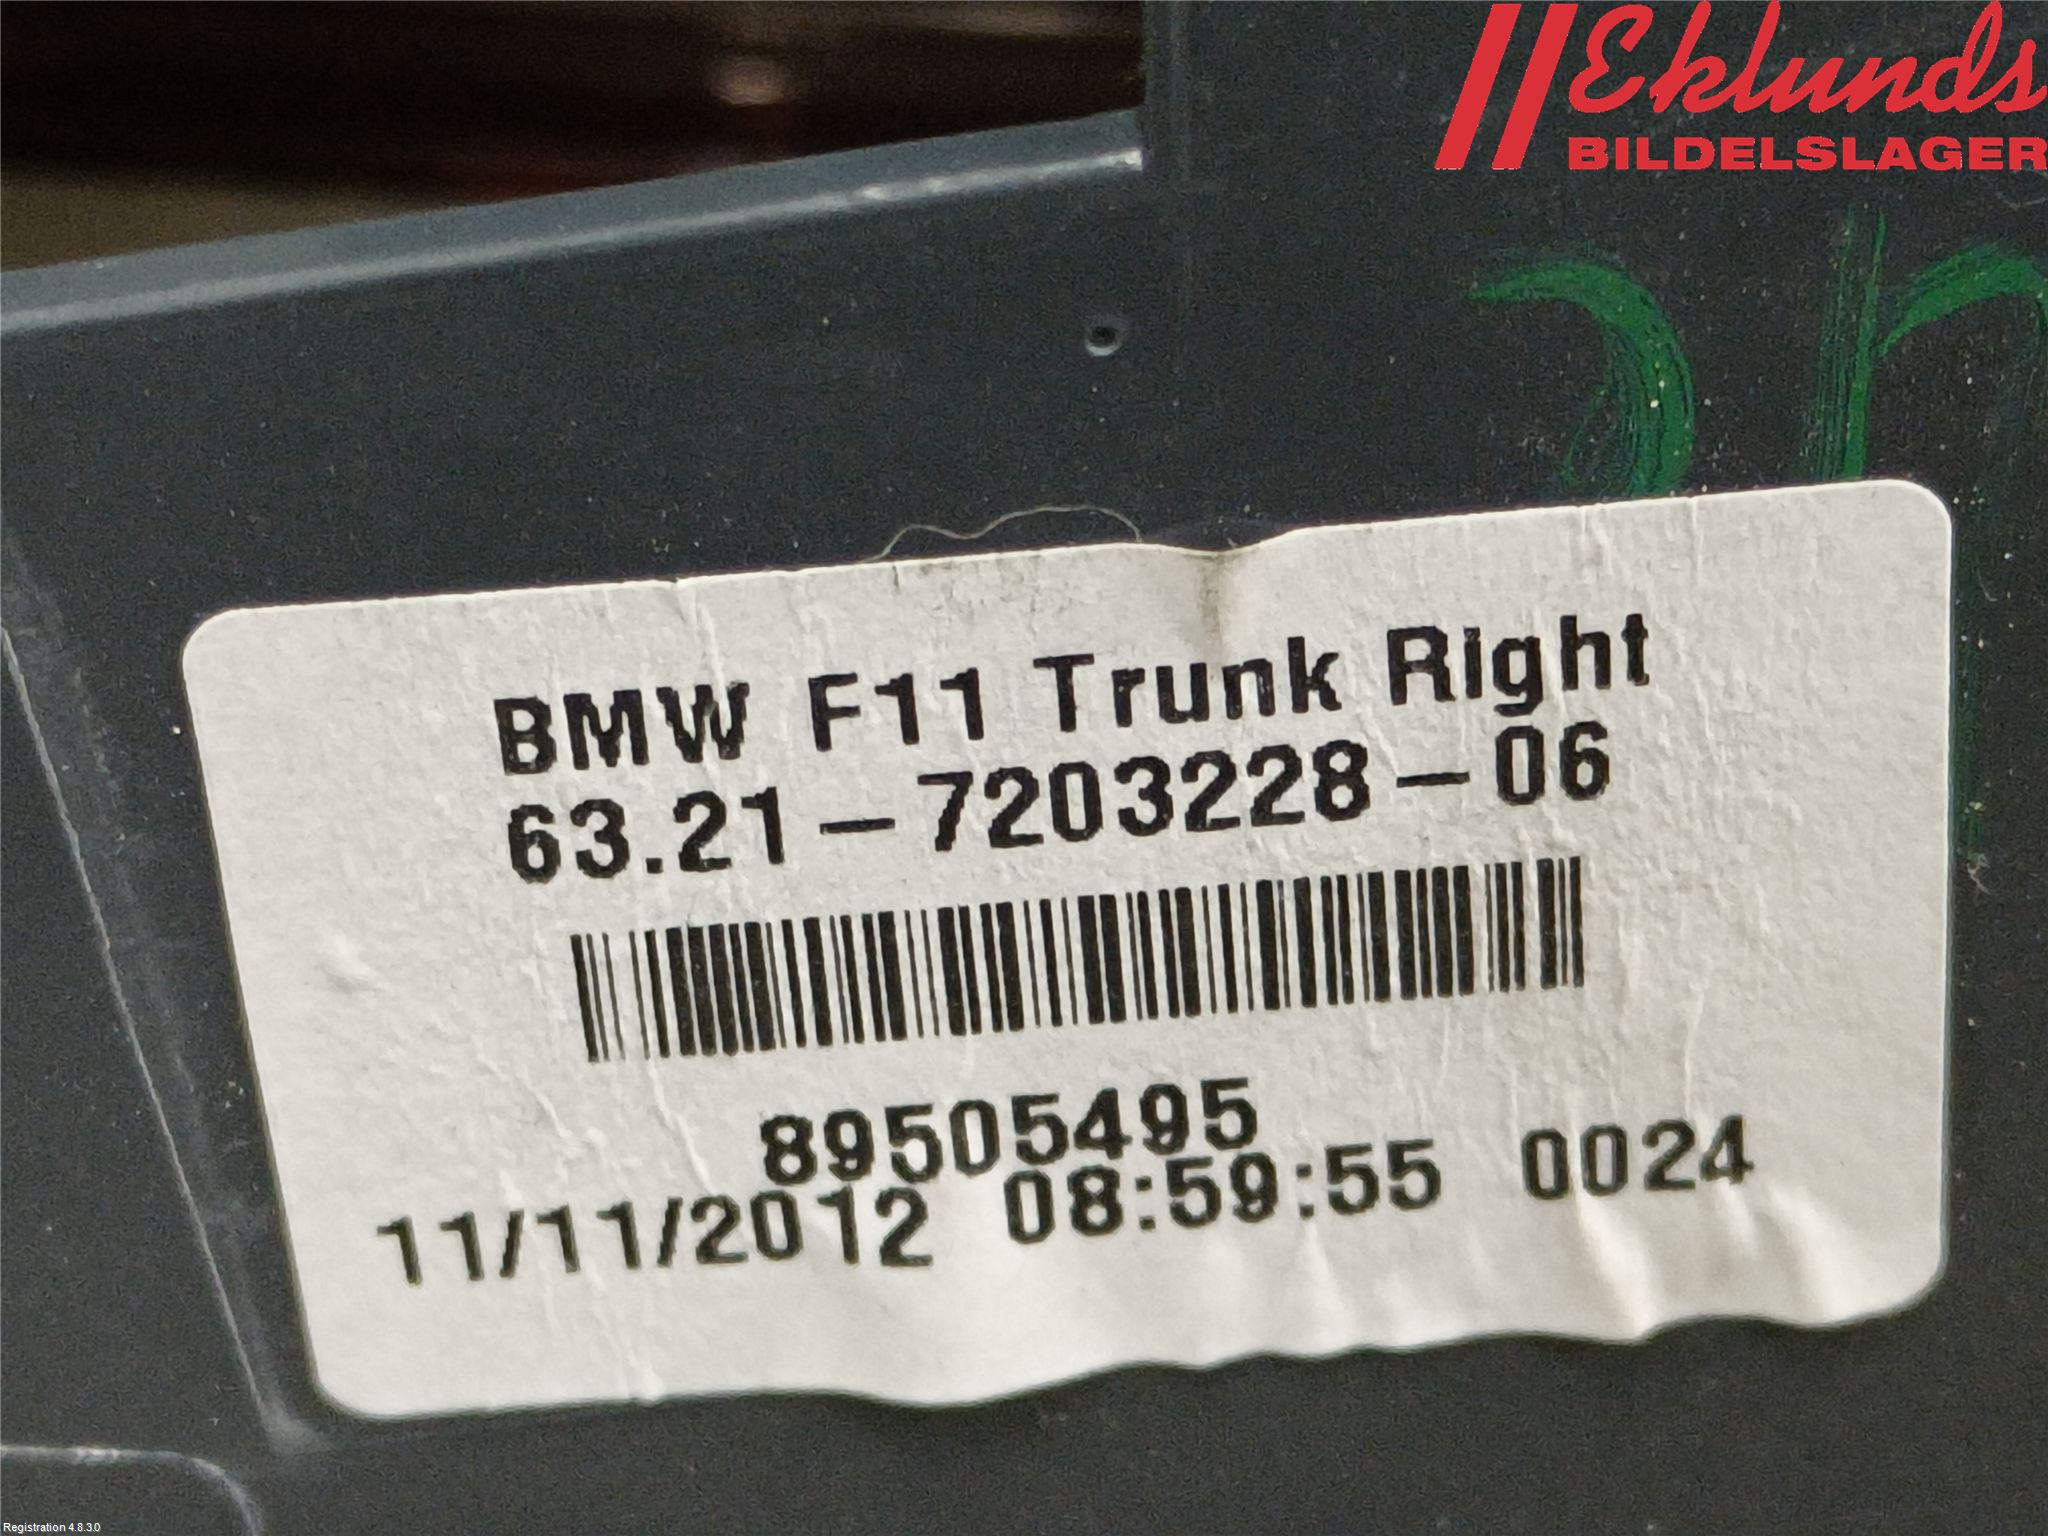 Eklunds
BILDELSLAGER
BMW F11 Trunk Right
63.21-7203228-06
89505495
11/11/2012 08:59:55 0024
Registration 4.8.3.0